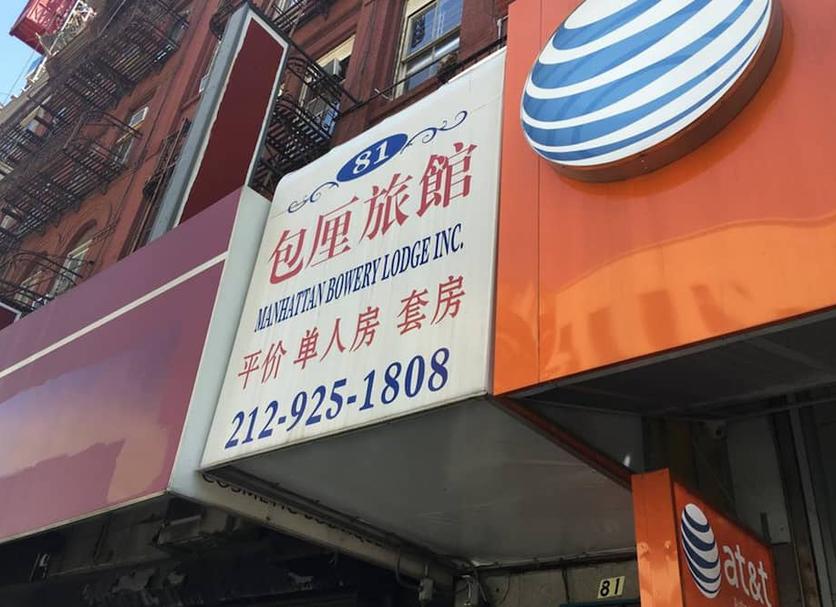 81
包厘旅館
MANHATTAN BOWERY LODGE INC.
平价 单人房 套房
212-925-1808
81
at&t